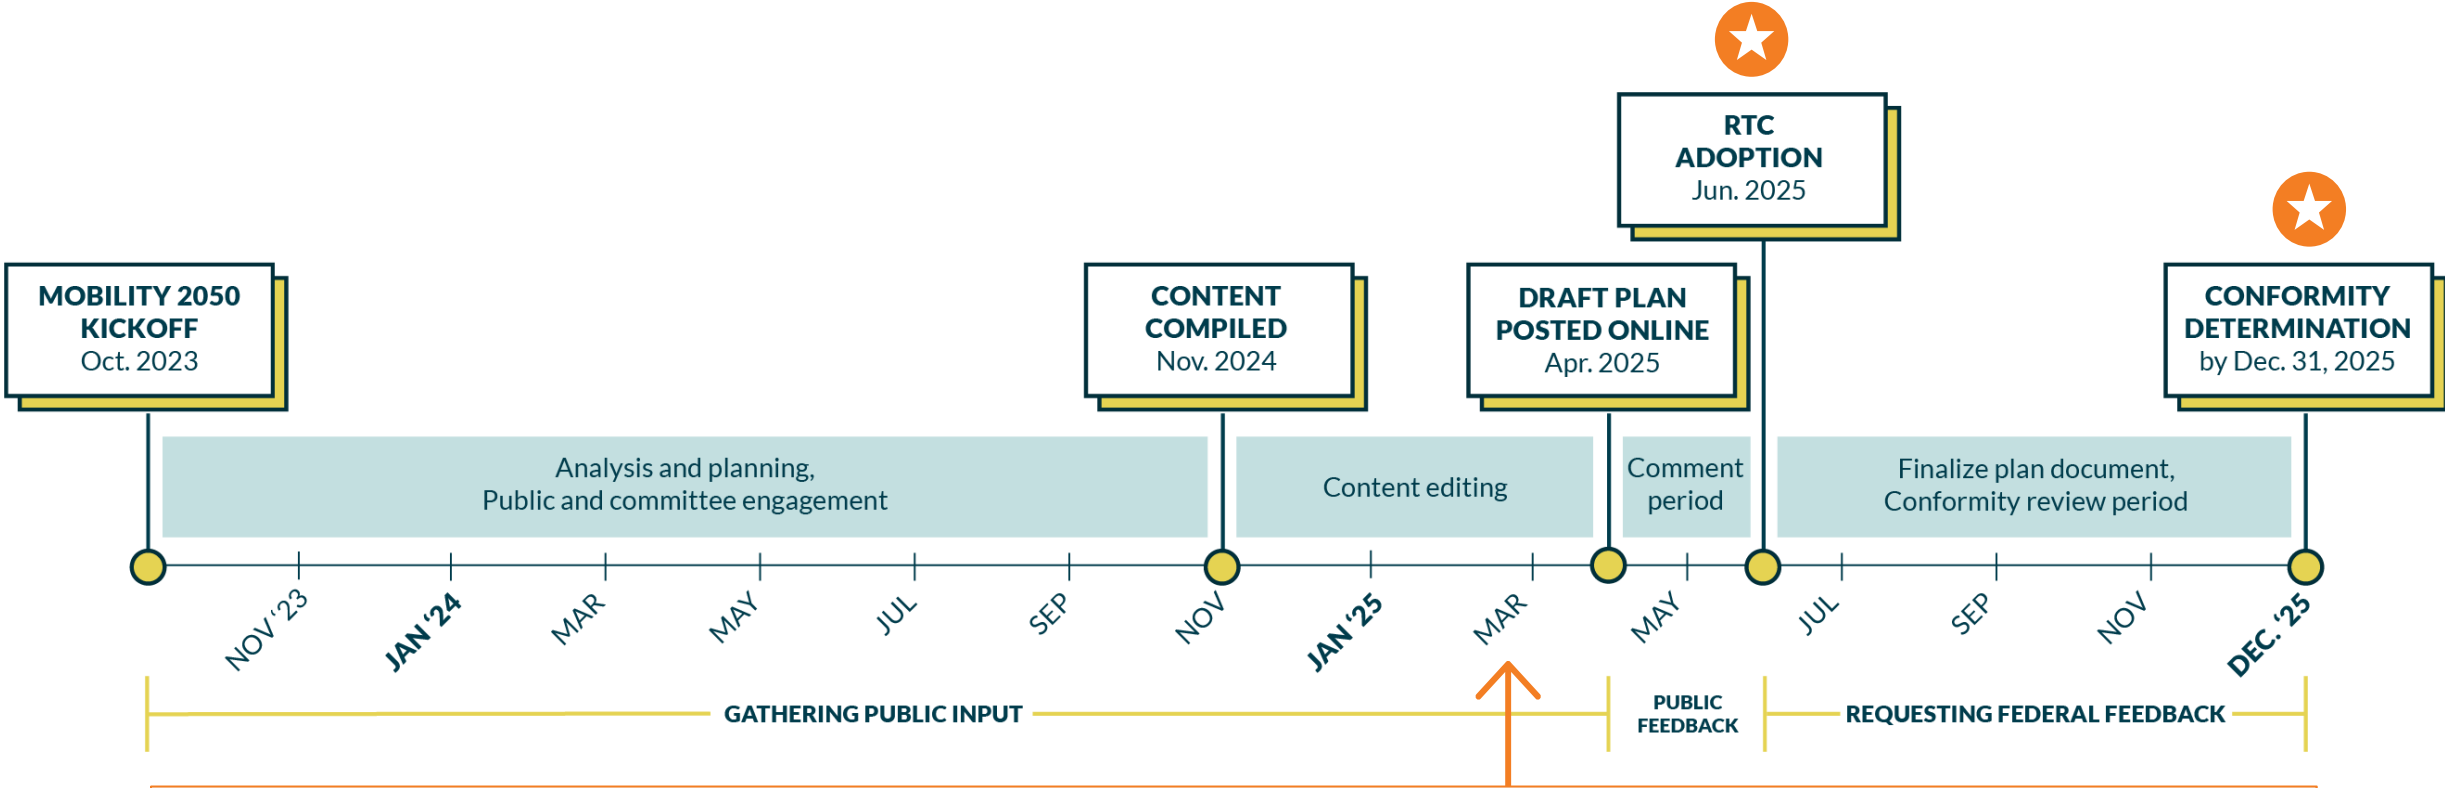 RTC
ADOPTION
Jun. 2025
MOBILITY 2050
KICKOFF
Oct. 2023
CONTENT
COMPILED
Nov. 2024
DRAFT PLAN
POSTED ONLINE
Apr. 2025
CONFORMITY
DETERMINATION
by Dec. 31, 2025
Analysis and planning,
Public and committee engagement
Content editing
Comment
period
Finalize plan document,
Conformity review period
NOV ‘23
JAN ‘24
MAR
MAY
JUL
SEP
NOV
JAN ‘25
MAR
MAY
JUL
SEP
NOV
DEC. ‘25
GATHERING PUBLIC INPUT
PUBLIC
FEEDBACK
REQUESTING FEDERAL FEEDBACK